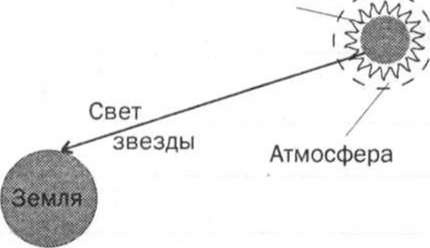 Свет
звезды
Атмосфера
Земля